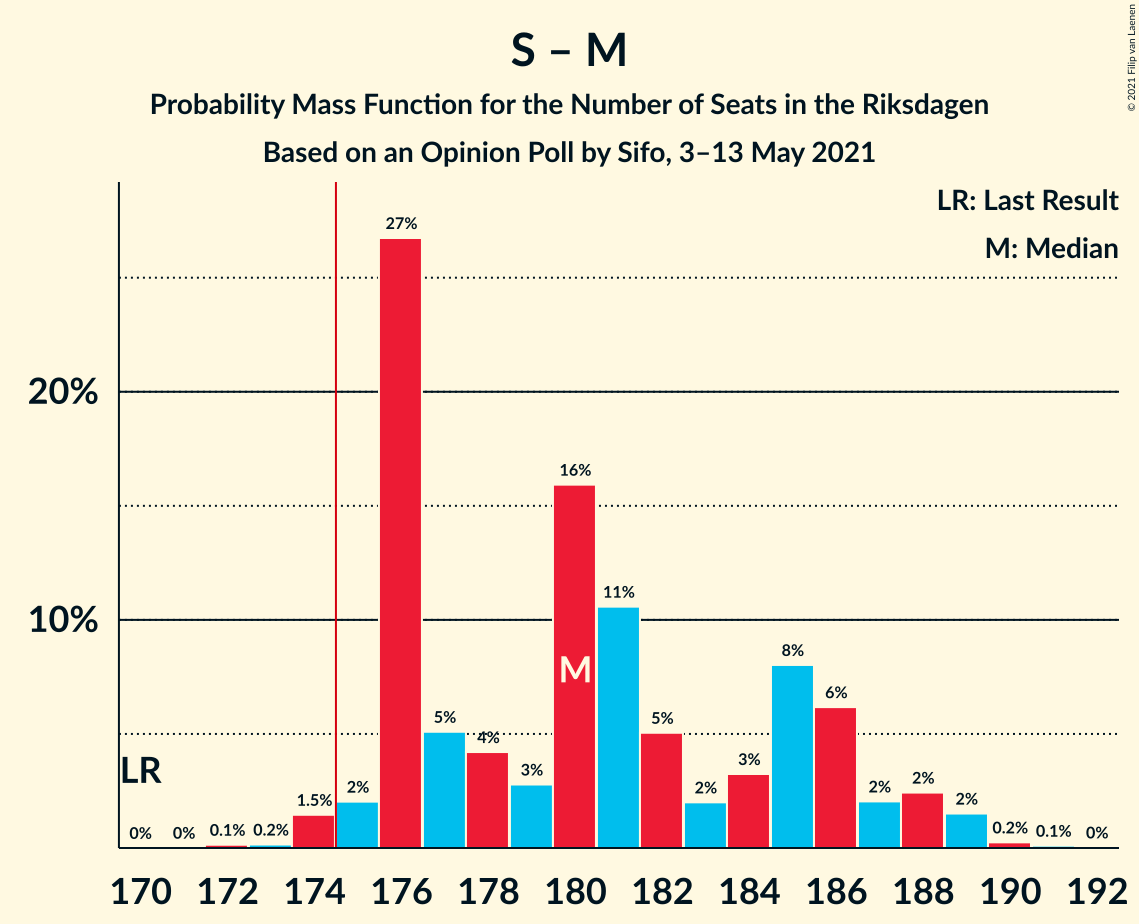 S – M
Probability Mass Function for the Number of Seats in the Riksdagen
Based on an Opinion Poll by Sifo, 3–13 May 2021
© 2021 Filip van Laenen
LR: Last Result
M: Median
20%
10%
LR
M
0%
0%
0.1%
0.2%
1.5%
2%
27%
5%
4%
3%
16%
11%
5%
2%
3%
8%
6%
2%
2%
2%
0.2%
0.1%
0%
170 172 174 176 178 180 182 184 186 188 190 192